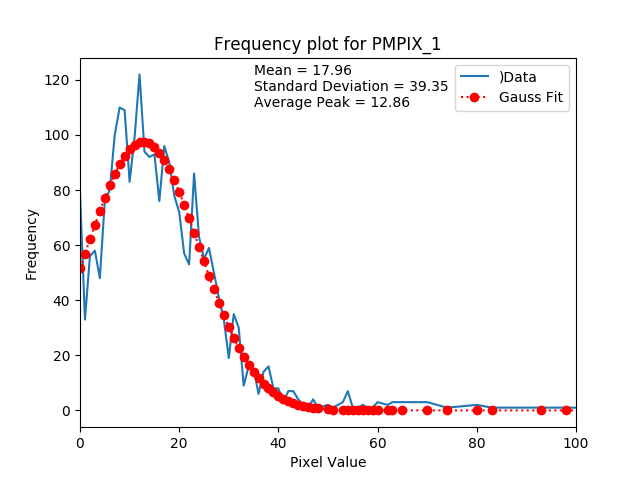 Frequency plot for PMPIX_1
Mean = 17.96
Standard Deviation = 39.35
Average Peak = 12.86
)Data
Gauss Fit
120
100
80
60
40
20
0
Frequency
0 20 40 60 80 100
Pixel Value